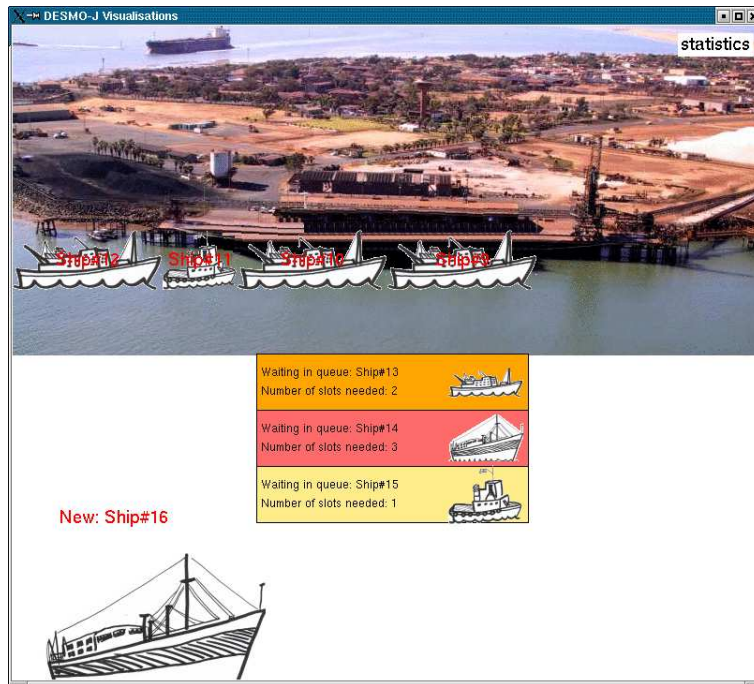 DESMO-J Visualisations
statistics
Ship#12
Ship#11
Ship#10
Ship#9
Waiting in queue: Ship#13
Number of slots needed: 2
Waiting in queue: Ship#14
Number of slots needed: 3
Waiting in queue: Ship#15
Number of slots needed: 1
New: Ship#16